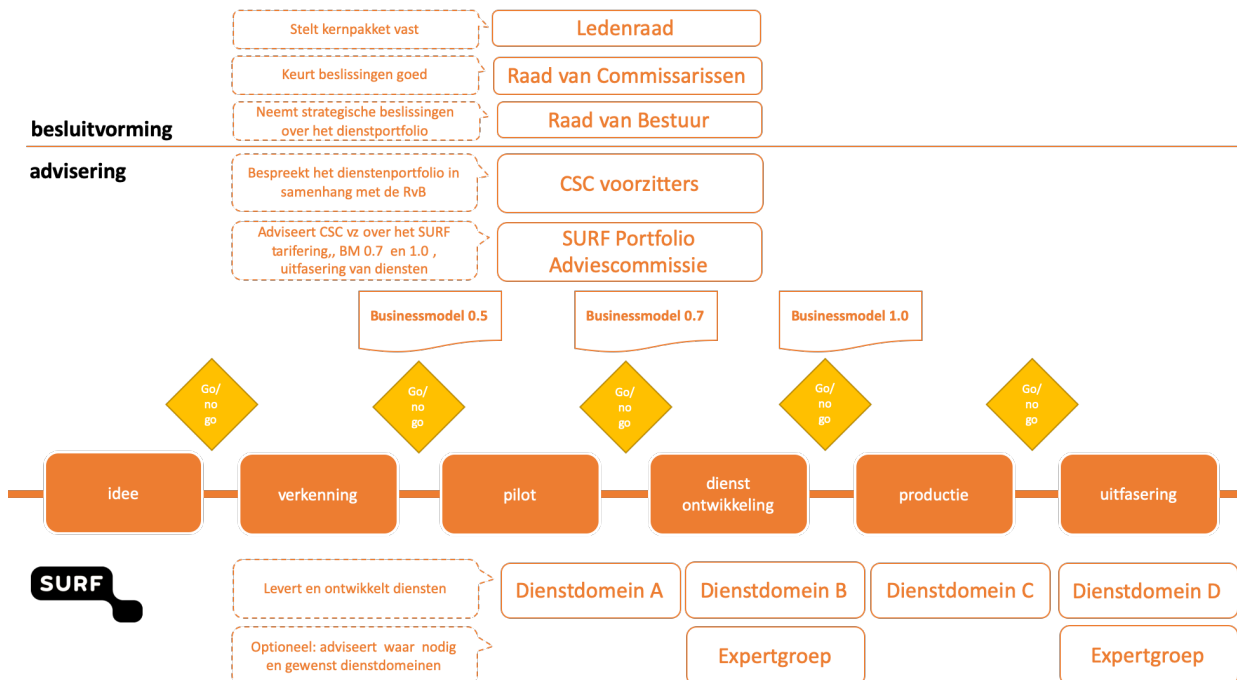 Stelt kernpakket vast
Ledenraad
Keurt beslissingen goed
Raad van Commissarissen
Neemt strategische beslissingen
over het dienstportfolio
Raad van Bestuur
besluitvorming
advisering
Bespreekt het dienstenportfolio in
samenhang met de RvB
CSC voorzitters
Adviseert CSC vz over het SURF
tarifering,, BM 0.7 en 1.0 ,
uitfasering van diensten
SURF Portfolio
Adviescommissie
Businessmodel 0.5
Businessmodel 0.7
Businessmodel 1.0
Go/
no
go
Go/
no
go
Go/
no
go
Go/
no
go
Go/
no
go
idee
verkenning
pilot
dienst
ontwikkeling
productie
uitfasering
SURF
Levert en ontwikkelt diensten
Dienstdomein A
Dienstdomein B
Dienstdomein C
Dienstdomein D
Optioneel: adviseert waar nodig
en gewenst dienstdomeinen
Expertgroep
Expertgroep